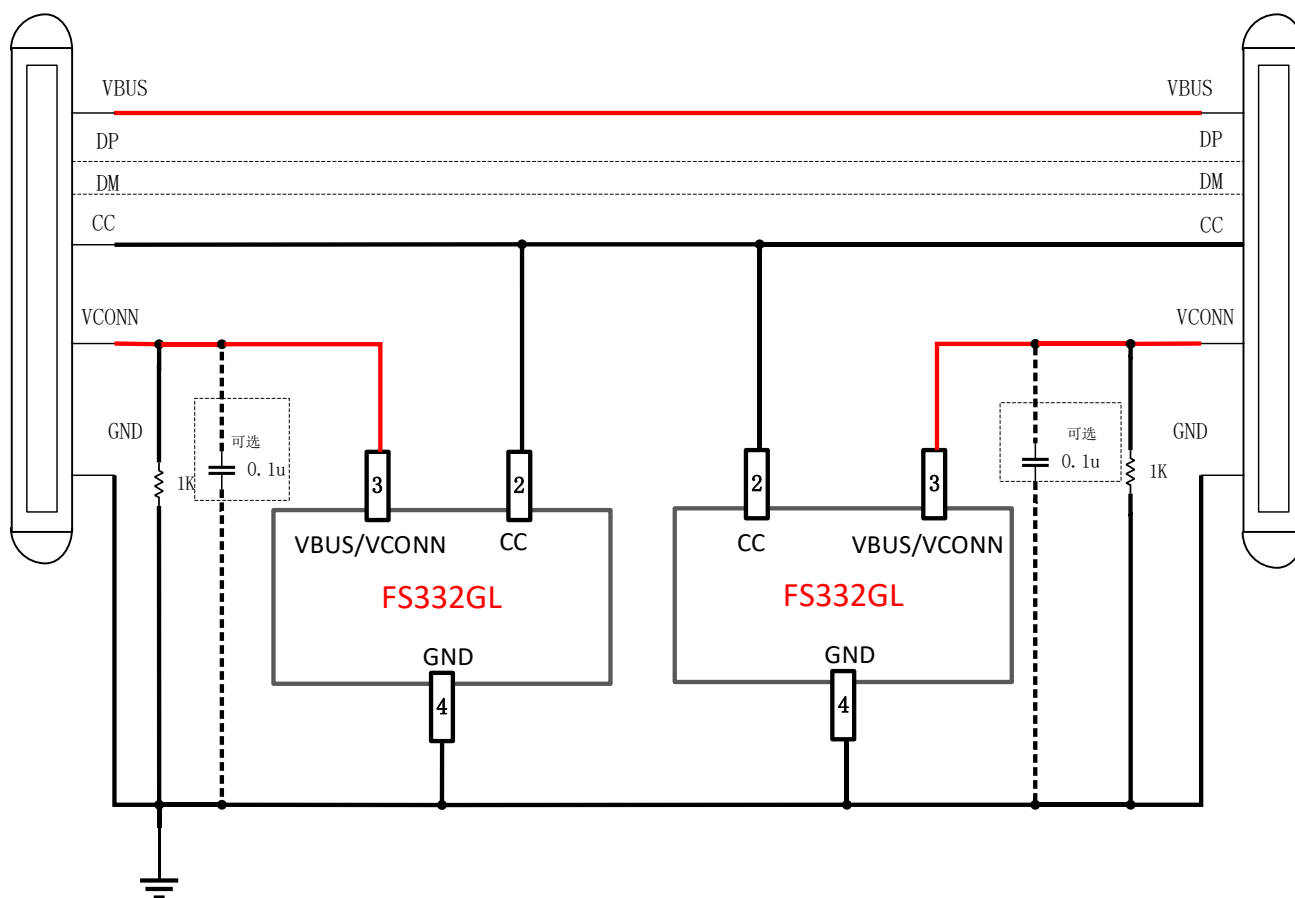 VBUS
VBUS
DP
DP
DM
DM
CC
CC
VCONN
VCONN
GND
GND
可选
0.1u
1K
可选
0.1u
1K
3
2
2
3
VBUS/VCONN
CC
CC
VBUS/VCONN
FS332GL
FS332GL
GND
GND
4
4